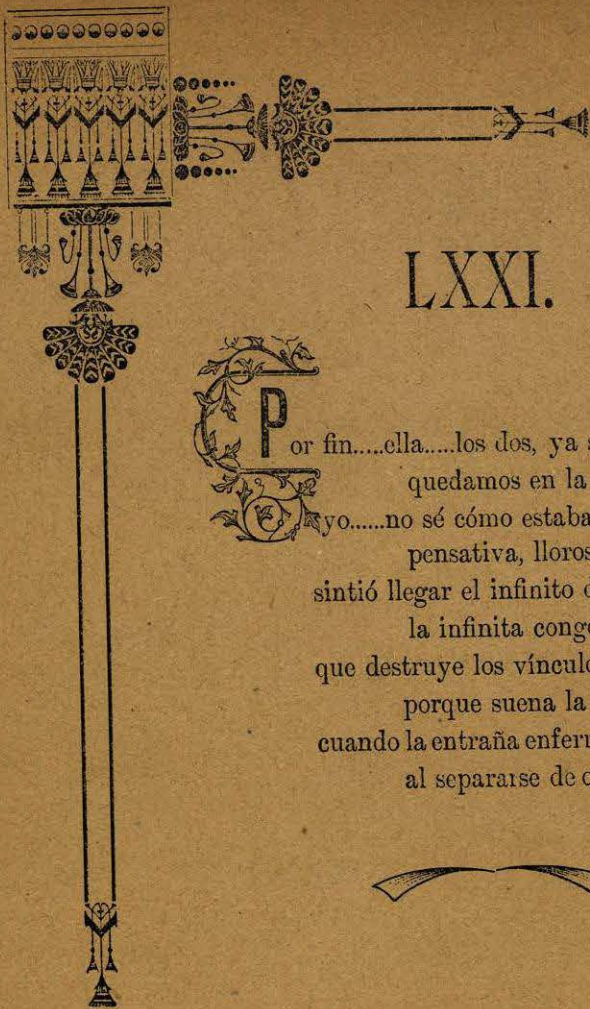 LXXI.
Por fin.....ella.....los dos, ya s
quedamos en la
yo......no sé cómo estaba
pensativa, lloros
sintió llegar el infinito
la infinita cong
que destruye los vínculo
porque suena la
cuando la entraña enfer
al separarse de